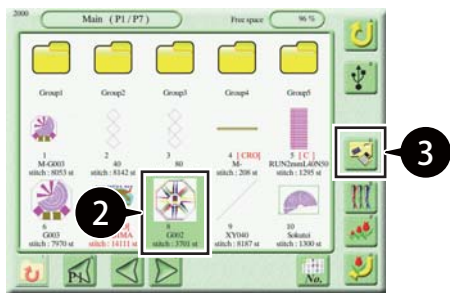 2000 Main ( P1 / P7 ) Free space 96 %
Group1 Group2 Group3 Group4 Group5
1 2 3 4 [CRO] 5 [ C ]
M-G003 40 80 M- RUN2mmL40N50
stitch : 8053 st stitch : 8142 st stitch : 208 st stitch : 1295 st
3
2
6 8 9 10
G003 G002 XY040 Sokutei
stitch : 7970 st stitch : 14111 st stitch : 3701 st stitch : 8187 st stitch : 1300 st
P1 No.